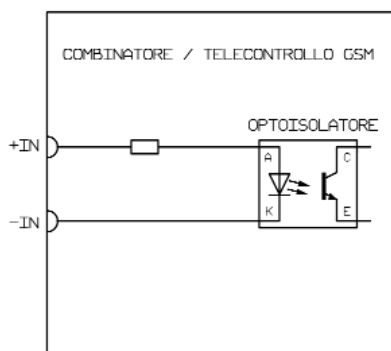 COMBINATORE / TELECONTROLLO GSM
OPTOISOLATORE
+IN
A
C
-IN
K
E